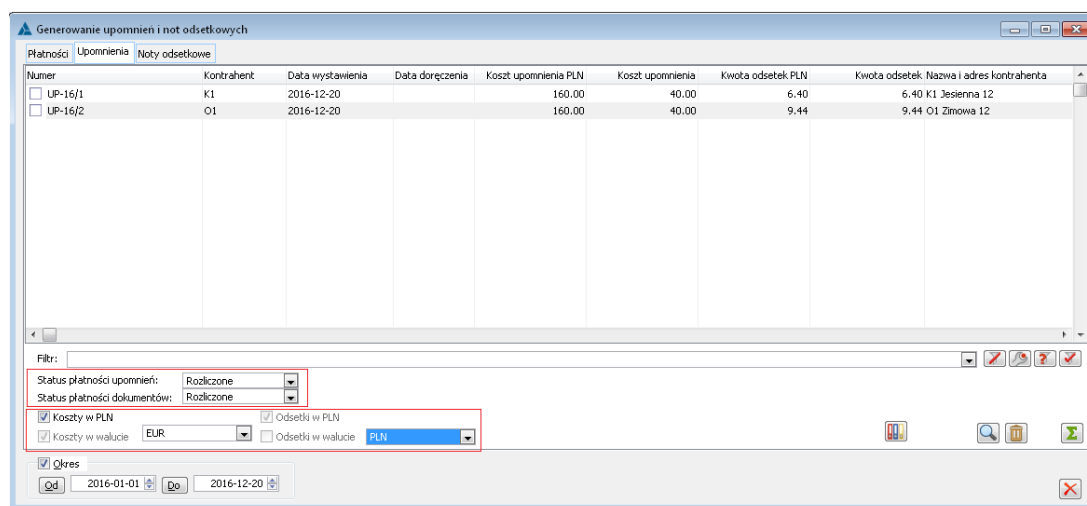 Generowanie upomnień i not odsetkowych
Płatności Upomnienia Noty odsetkowe
Numer Kontrahent Data wystawienia Data doręczenia Koszt upomnienia PLN Koszt upomnienia Kwota odsetek PLN Kwota odsetek Nazwa i adres kontrahenta
UP-16/1 K1 2016-12-20 160.00 40.00 6.40 6.40 K1 Jesienna 12
UP-16/2 O1 2016-12-20 160.00 40.00 9.44 9.44 O1 Zimowa 12
Filtr:
Status płatności upomnień: Rozliczone
Status płatności dokumentów: Rozliczone
Koszty w PLN Odsetki w PLN
Koszty w walucie EUR Odsetki w walucie PLN
Okres
Od 2016-01-01 Do 2016-12-20